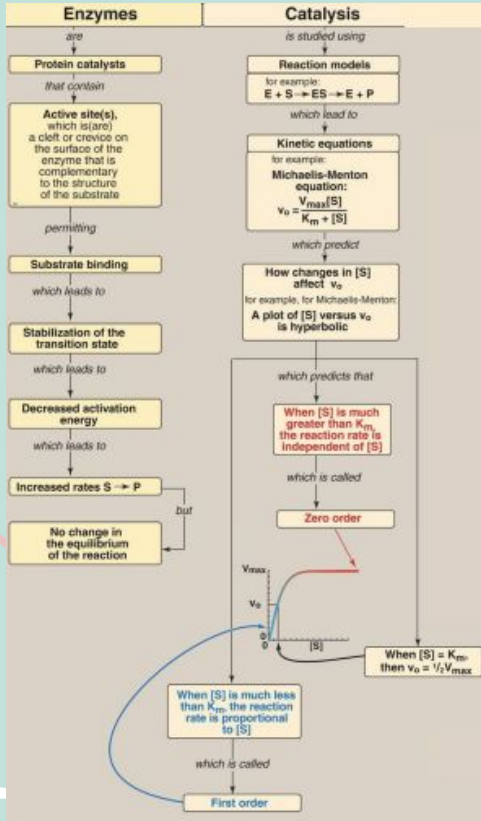 Enzymes
are
Protein catalysts
that contain
Active site(s),
which is(are)
a cleft or crevice on
the surface of the
enzyme that is
complementary
to the structure
of the substrate
permitting
Substrate binding
which leads to
Stabilization of the
transition state
which leads to
Decreased activation
energy
which leads to
Increased rates S → P
but
No change in
the equilibrium
of the reaction
Catalysis
is studied using
Reaction models
for example:
E + S → ES → E + P
which lead to
Kinetic equations
for example:
Michaelis-Menton
equation:
v₀ = Vmax[S] / Km + [S]
which predict
How changes in [S]
affect v₀
for example, for Michaelis-Menton:
A plot of [S] versus v₀
is hyperbolic
which predicts that
When [S] is much
greater than Km,
the reaction rate is
independent of [S]
which is called
Zero order
Vmax
v₀
0
0
[S]
When [S] = Km,
then v₀ = ¹/₂Vmax
When [S] is much less
than Km, the reaction
rate is proportional
to [S]
which is called
First order